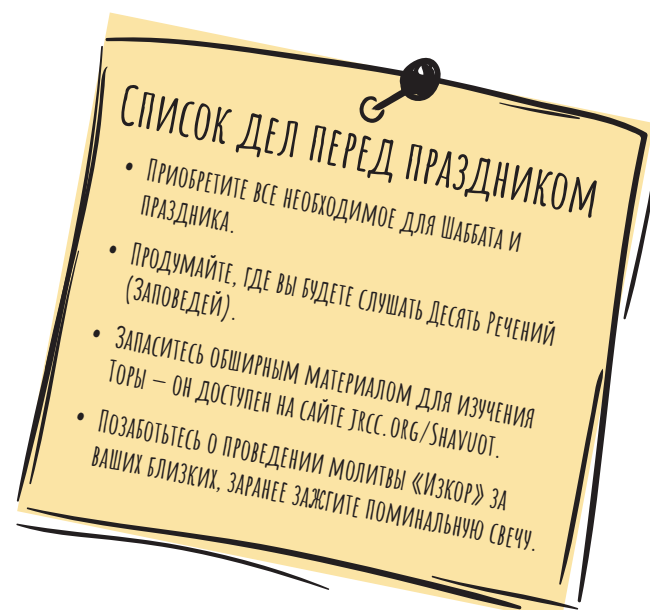 Список дел перед праздником
• Приобретите все необходимое для Шаббата и
праздника.
• Продумайте, где вы будете слушать Десять Речений
(Заповедей).
• Запаситесь обширным материалом для изучения
Торы – он доступен на сайте jrcc.org/Shavuot.
• Позаботьтесь о проведении молитвы «Изкор» за
ваших близких, заранее зажгите поминальную свечу.